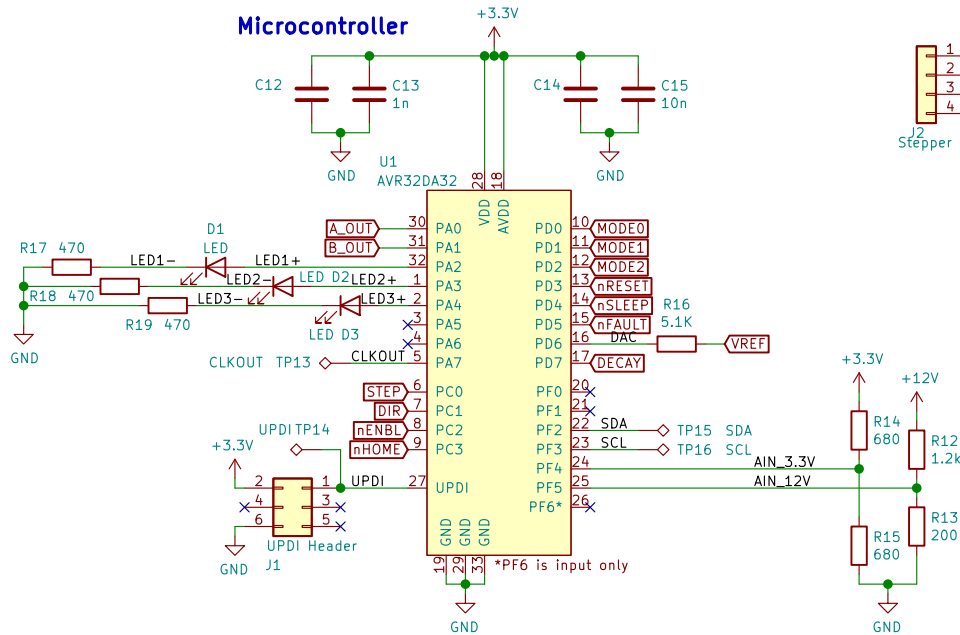 Microcontroller
+3.3V
C12
C13
1n
C14
C15
10n
GND
GND
1
2
3
4
J2
Stepper
U1
AVR32DA32
28
18
VDD
AVDD
A_OUT 30 PA0
B_OUT 31 PA1
32 PA2
1 PA3
2 PA4
3 PA5
4 PA6
5 PA7
6 PC0
7 PC1
8 PC2
9 PC3
27 UPDI
PD0 10 MODE0
PD1 11 MODE1
PD2 12 MODE2
PD3 13 nRESET
PD4 14 nSLEEP
PD5 15 nFAULT
PD6 16 DAC
PD7 17 DECAY
PF0 20
PF1 21
PF2 22 SDA
PF3 23 SCL
PF4 24
PF5 25
PF6* 26
D1
LED
R17 470
LED1-
LED1+
LED D2
LED2-
LED2+
R18 470
LED3-
LED3+
R19 470
LED D3
GND
CLKOUT TP13
CLKOUT
STEP
DIR
nENBL
nHOME
R16
5.1K
VREF
TP15 SDA
TP16 SCL
AIN_3.3V
AIN_12V
+3.3V
+12V
R14
680
R12
1.2k
R15
680
R13
200
GND
UPDI TP14
UPDI
+3.3V
2
4
6
1
3
5
UPDI Header
J1
GND
GND
GND
GND
19
29
33
*PF6 is input only
GND